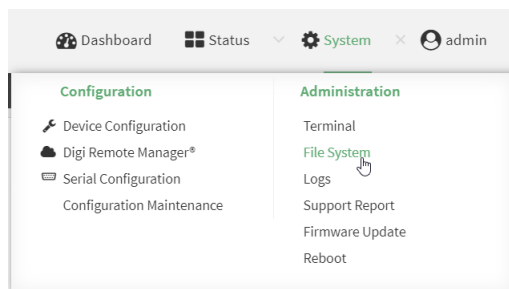 Dashboard Status System admin
Configuration
Device Configuration
Digi Remote Manager®
Serial Configuration
Configuration Maintenance
Administration
Terminal
File System
Logs
Support Report
Firmware Update
Reboot